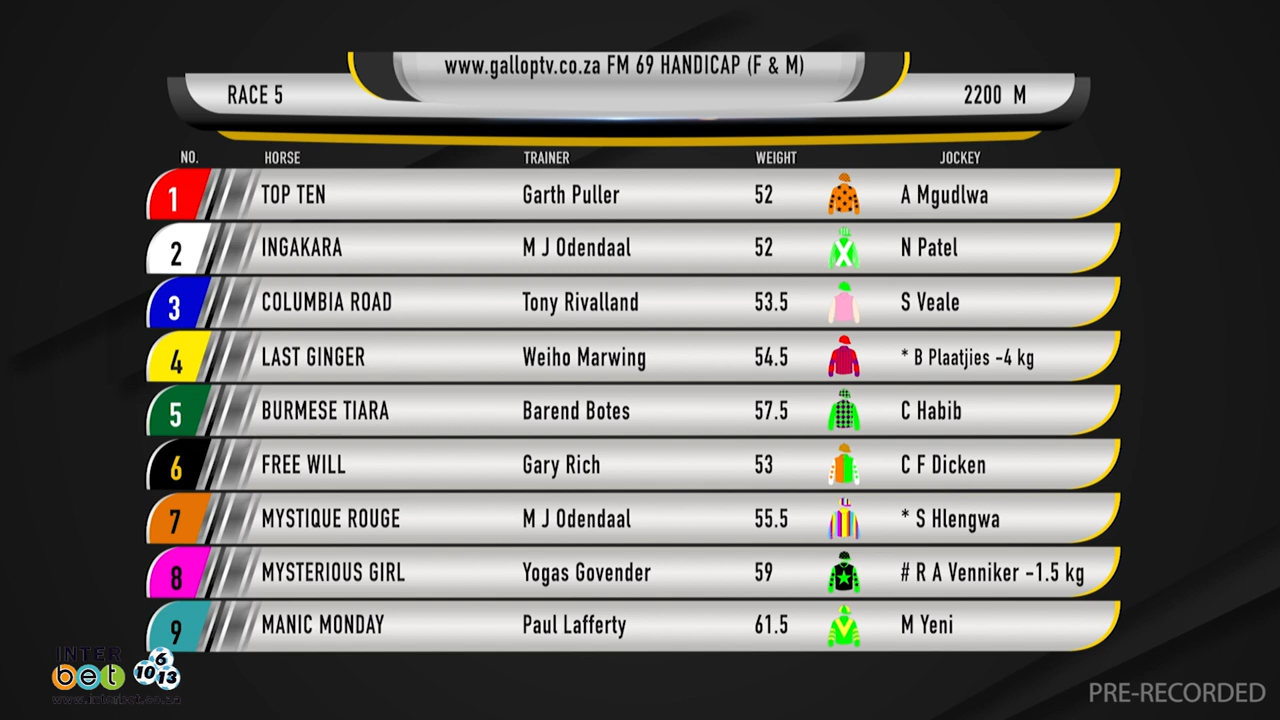 www.galloptv.co.za FM 69 HANDICAP (F & M)
RACE 5 2200 M
NO. HORSE TRAINER WEIGHT JOCKEY
1 TOP TEN Garth Puller 52 A Mgudlwa
2 INGAKARA M J Odendaal 52 N Patel
3 COLUMBIA ROAD Tony Rivalland 53.5 S Veale
4 LAST GINGER Weiho Marwing 54.5 * B Plaatjies -4 kg
5 BURMESE TIARA Barend Botes 57.5 C Habib
6 FREE WILL Gary Rich 53 C F Dicken
7 MYSTIQUE ROUGE M J Odendaal 55.5 * S Hlengwa
8 MYSTERIOUS GIRL Yogas Govender 59 # R A Venniker -1.5 kg
9 MANIC MONDAY Paul Lafferty 61.5 M Yeni
INTER
bet 6 10 13
www.interbet.co.za
PRE-RECORDED